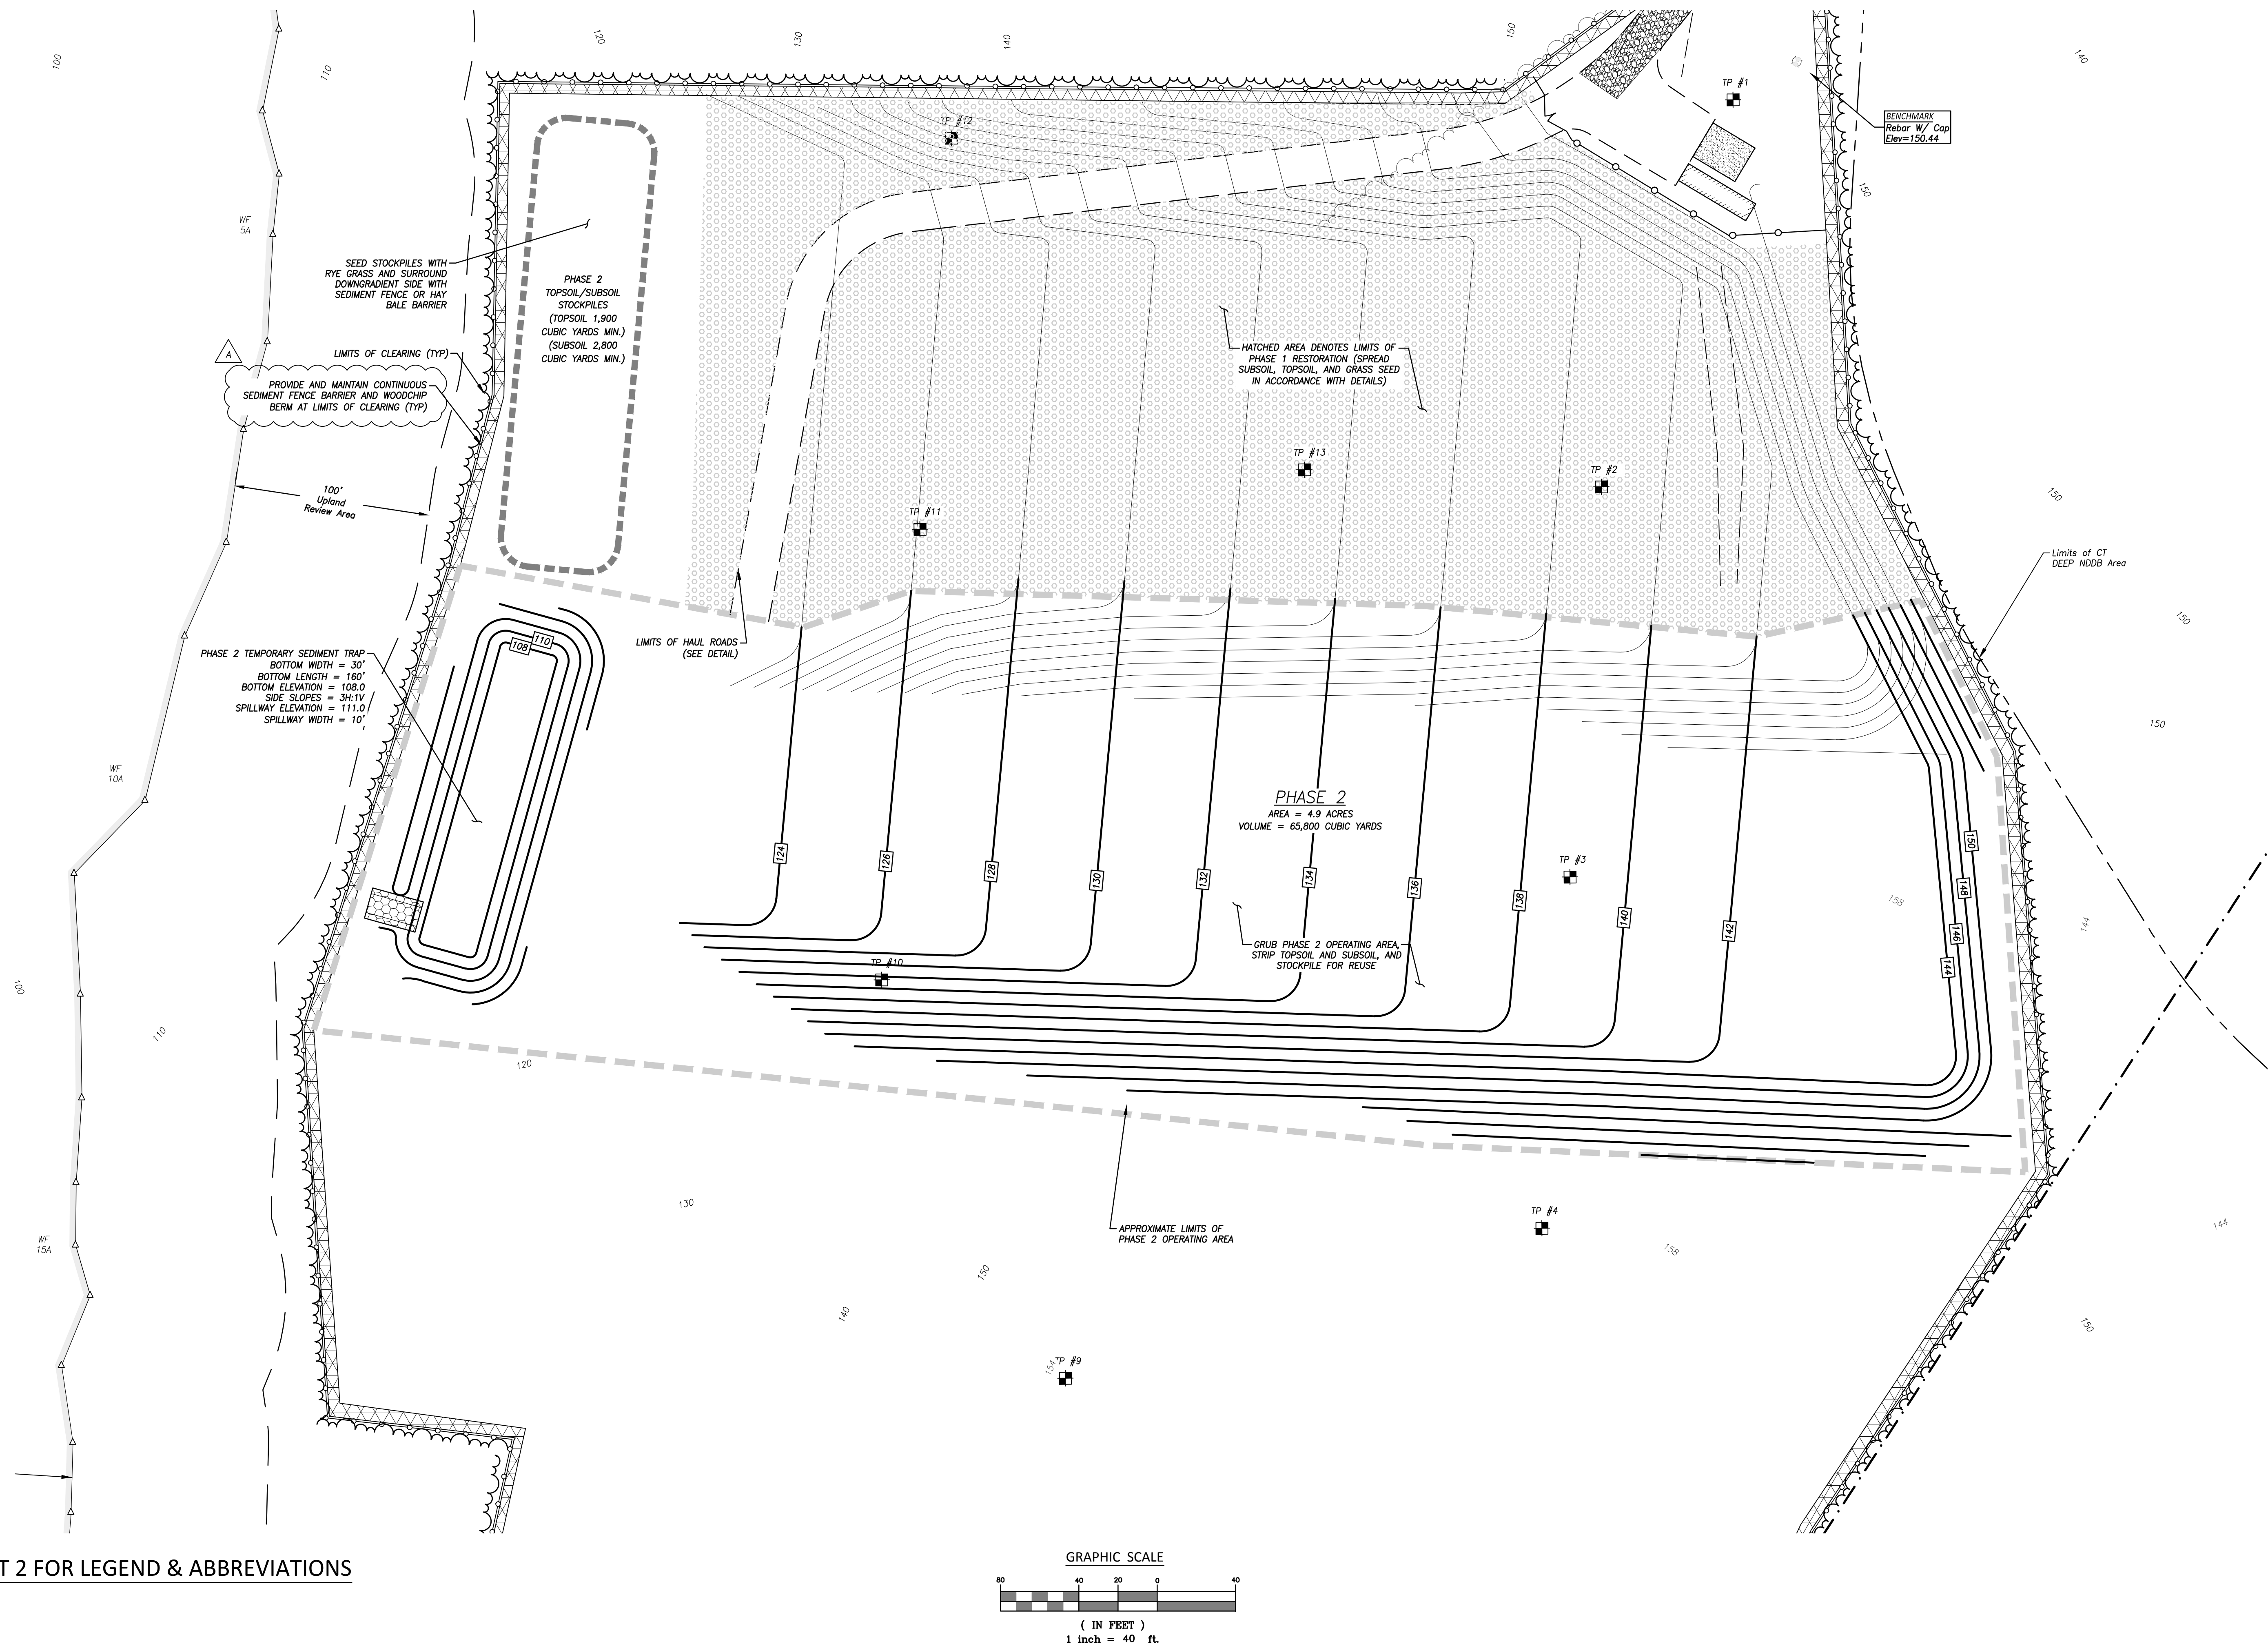 100
110
120
130
140
150
140
TP #1
BENCHMARK
Rebar W/ Cap
Elev=150.44
TP #12
150
WF
5A
SEED STOCKPILES WITH
RYE GRASS AND SURROUND
DOWNGRADIENT SIDE WITH
SEDIMENT FENCE OR HAY
BALE BARRIER
PHASE 2
TOPSOIL/SUBSOIL
STOCKPILES
(TOPSOIL 1,900
CUBIC YARDS MIN.)
(SUBSOIL 2,800
CUBIC YARDS MIN.)
A
LIMITS OF CLEARING (TYP)
PROVIDE AND MAINTAIN CONTINUOUS
SEDIMENT FENCE BARRIER AND WOODCHIP
BERM AT LIMITS OF CLEARING (TYP)
HATCHED AREA DENOTES LIMITS OF
PHASE 1 RESTORATION (SPREAD
SUBSOIL, TOPSOIL, AND GRASS SEED
IN ACCORDANCE WITH DETAILS)
TP #13
TP #2
TP #11
100'
Upland
Review Area
150
Limits of CT
DEEP NDDB Area
150
150
LIMITS OF HAUL ROADS
(SEE DETAIL)
110
108
PHASE 2 TEMPORARY SEDIMENT TRAP
BOTTOM WIDTH = 30'
BOTTOM LENGTH = 160'
BOTTOM ELEVATION = 108.0
SIDE SLOPES = 3H:1V
SPILLWAY ELEVATION = 111.0
SPILLWAY WIDTH = 10'
WF
10A
PHASE 2
AREA = 4.9 ACRES
VOLUME = 65,800 CUBIC YARDS
124
126
128
130
132
134
136
138
140
142
144
146
148
150
TP #3
158
144
GRUB PHASE 2 OPERATING AREA,
STRIP TOPSOIL AND SUBSOIL, AND
STOCKPILE FOR REUSE
TP #10
100
110
120
130
140
150
APPROXIMATE LIMITS OF
PHASE 2 OPERATING AREA
TP #4
158
144
150
WF
15A
154
TP #9
T 2 FOR LEGEND & ABBREVIATIONS
GRAPHIC SCALE
80 40 20 0 40
( IN FEET )
1 inch = 40 ft.